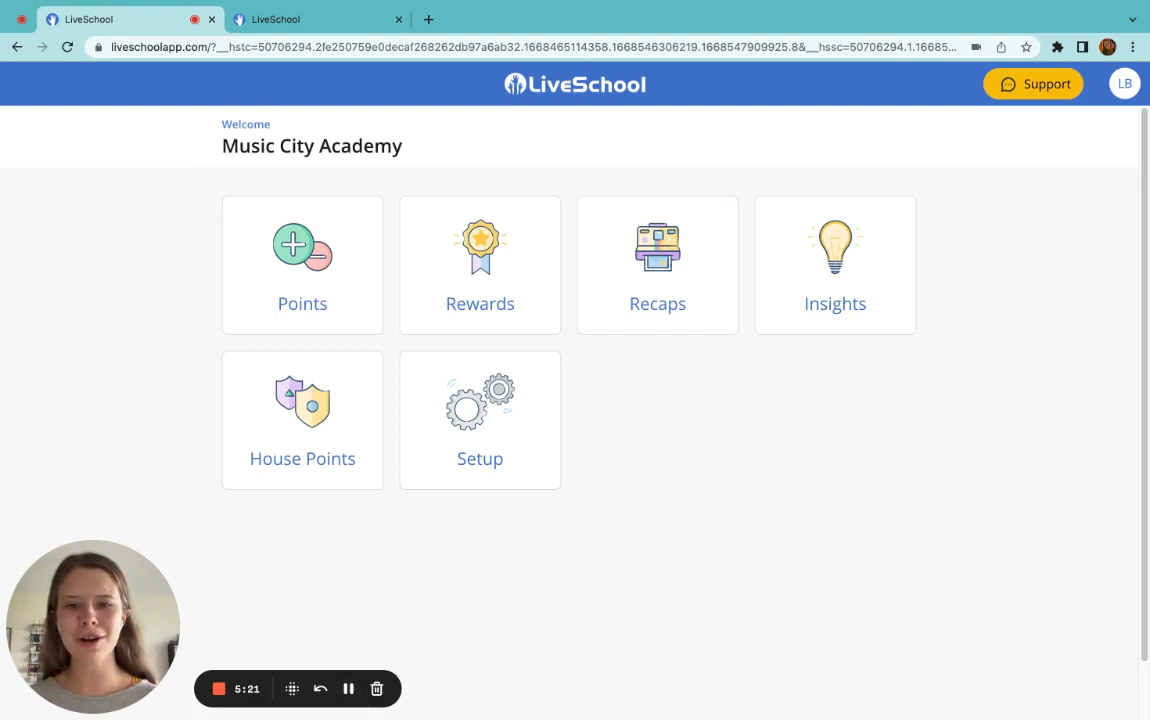 LiveSchool
LiveSchool
liveschoolapp.com/?__hstc=50706294.2fe250759e0decaf268262db97a6ab32.1668465114358.1668546306219.1668547909925.8&__hssc=50706294.1.16685...
LiveSchool
Support
LB
Welcome
Music City Academy
Points
Rewards
Recaps
Insights
House Points
Setup
5:21